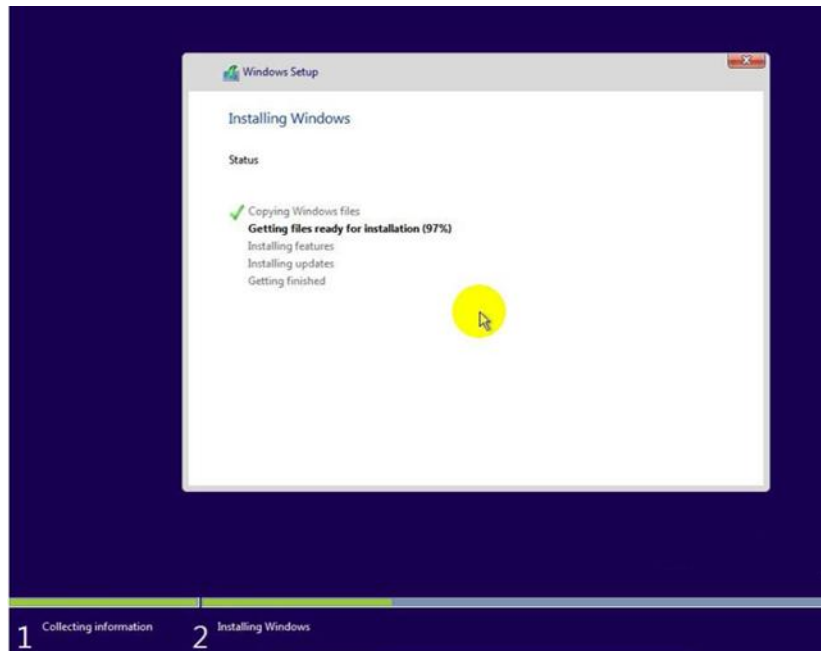 Windows Setup
Installing Windows
Status
Copying Windows files
Getting files ready for installation (97%)
Installing features
Installing updates
Getting finished
1 Collecting information 2 Installing Windows